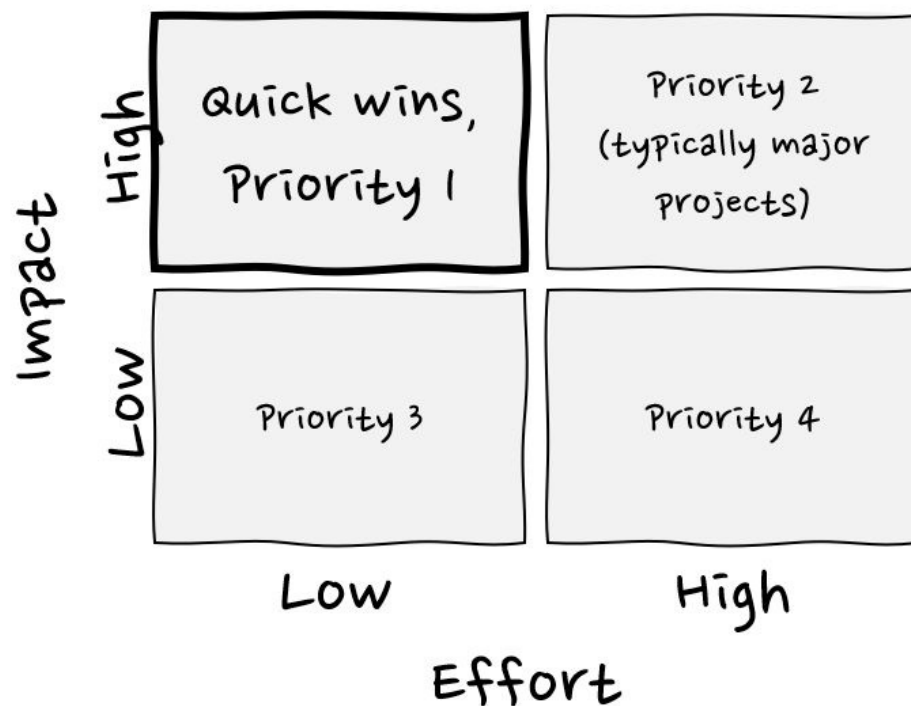 Impact
High
Quick wins,
Priority 1
Priority 2
(typically major
projects)
Low
Priority 3
Priority 4
Low
High
Effort